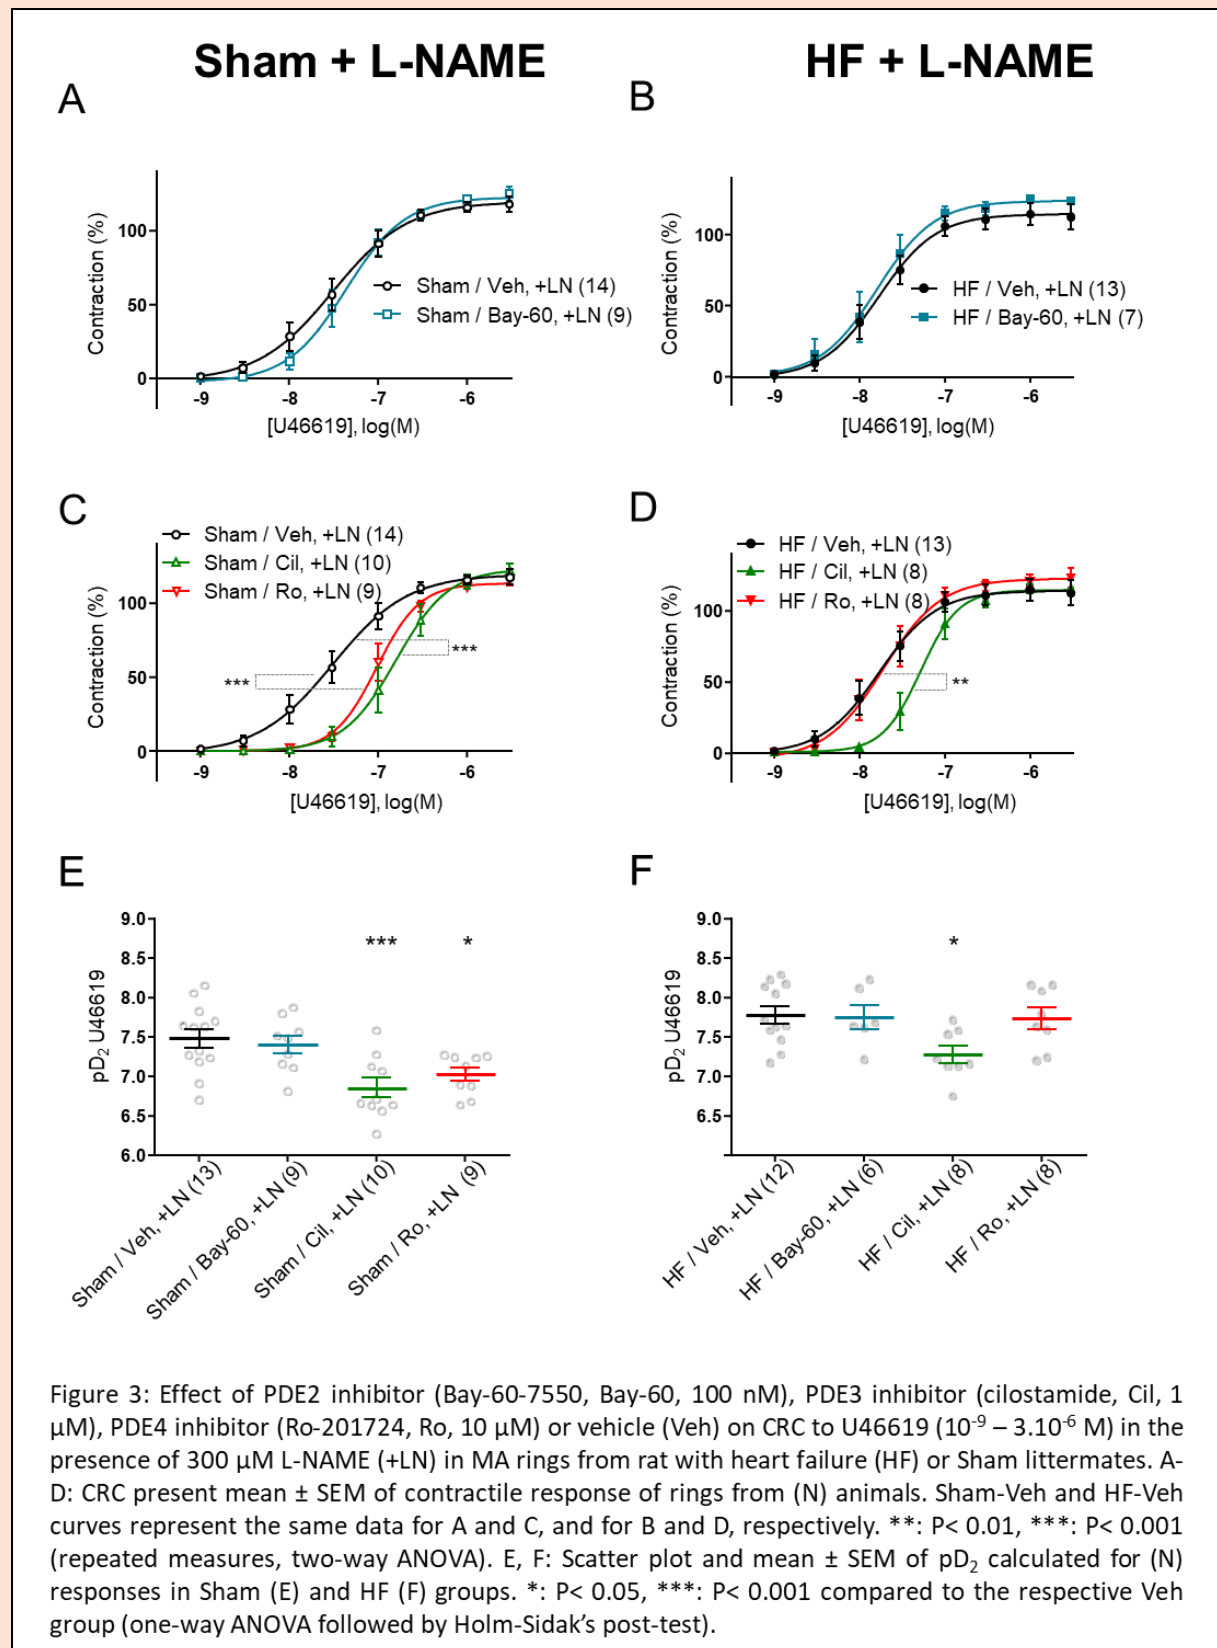 Sham + L-NAME
HF + L-NAME
A
B
Contraction (%)
100
50
0
-9
-8
-7
-6
[U46619], log(M)
Sham / Veh, +LN (14)
Sham / Bay-60, +LN (9)
Contraction (%)
100
50
0
-9
-8
-7
-6
[U46619], log(M)
HF / Veh, +LN (13)
HF / Bay-60, +LN (7)
C
D
Sham / Veh, +LN (14)
Sham / Cil, +LN (10)
Sham / Ro, +LN (9)
Contraction (%)
100
50
0
***
***
-9
-8
-7
-6
[U46619], log(M)
HF / Veh, +LN (13)
HF / Cil, +LN (8)
HF / Ro, +LN (8)
Contraction (%)
100
50
0
**
-9
-8
-7
-6
[U46619], log(M)
E
F
pD2 U46619
9.0
8.5
8.0
7.5
7.0
6.5
6.0
***
*
Sham / Veh, +LN (13)
Sham / Bay-60, +LN (9)
Sham / Cil, +LN (10)
Sham / Ro, +LN (9)
pD2 U46619
9.0
8.5
8.0
7.5
7.0
6.5
*
HF / Veh, +LN (12)
HF / Bay-60, +LN (6)
HF / Cil, +LN (8)
HF / Ro, +LN (8)
Figure 3: Effect of PDE2 inhibitor (Bay-60-7550, Bay-60, 100 nM), PDE3 inhibitor (cilostamide, Cil, 1
µM), PDE4 inhibitor (Ro-201724, Ro, 10 µM) or vehicle (Veh) on CRC to U46619 (10⁻⁹ – 3.10⁻⁶ M) in the
presence of 300 µM L-NAME (+LN) in MA rings from rat with heart failure (HF) or Sham littermates. A-
D: CRC present mean ± SEM of contractile response of rings from (N) animals. Sham-Veh and HF-Veh
curves represent the same data for A and C, and for B and D, respectively. **: P< 0.01, ***: P< 0.001
(repeated measures, two-way ANOVA). E, F: Scatter plot and mean ± SEM of pD2 calculated for (N)
responses in Sham (E) and HF (F) groups. *: P< 0.05, ***: P< 0.001 compared to the respective Veh
group (one-way ANOVA followed by Holm-Sidak's post-test).